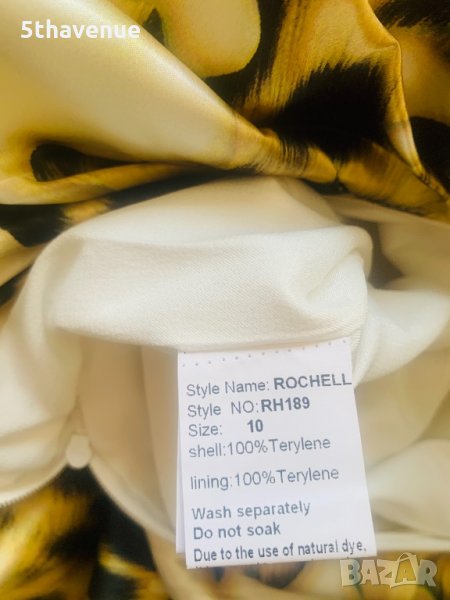 5thavenue
Style Name: ROCHELL
Style NO:RH189
Size: 10
shell:100%Terylene
lining:100%Terylene
Wash separately
Do not soak
Due to the use of natural dye,
BAZAR